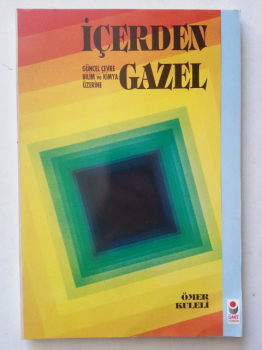 İÇERDEN
GÜNCEL ÇEVRE
BİLİM ve KİMYA
ÜZERİNE
GAZEL
ÖMER
KULELİ